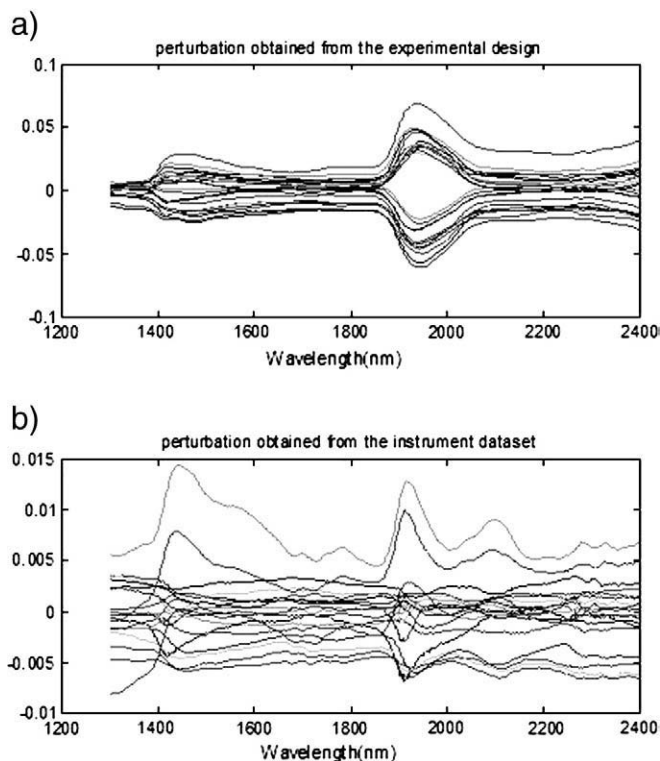 a)
perturbation obtained from the experimental design
0.1
0.05
0
-0.05
-0.1
1200 1400 1600 1800 2000 2200 2400
Wavelength(nm)
b)
perturbation obtained from the instrument dataset
0.015
0.01
0.005
0
-0.005
-0.01
1200 1400 1600 1800 2000 2200 2400
Wavelength(nm)